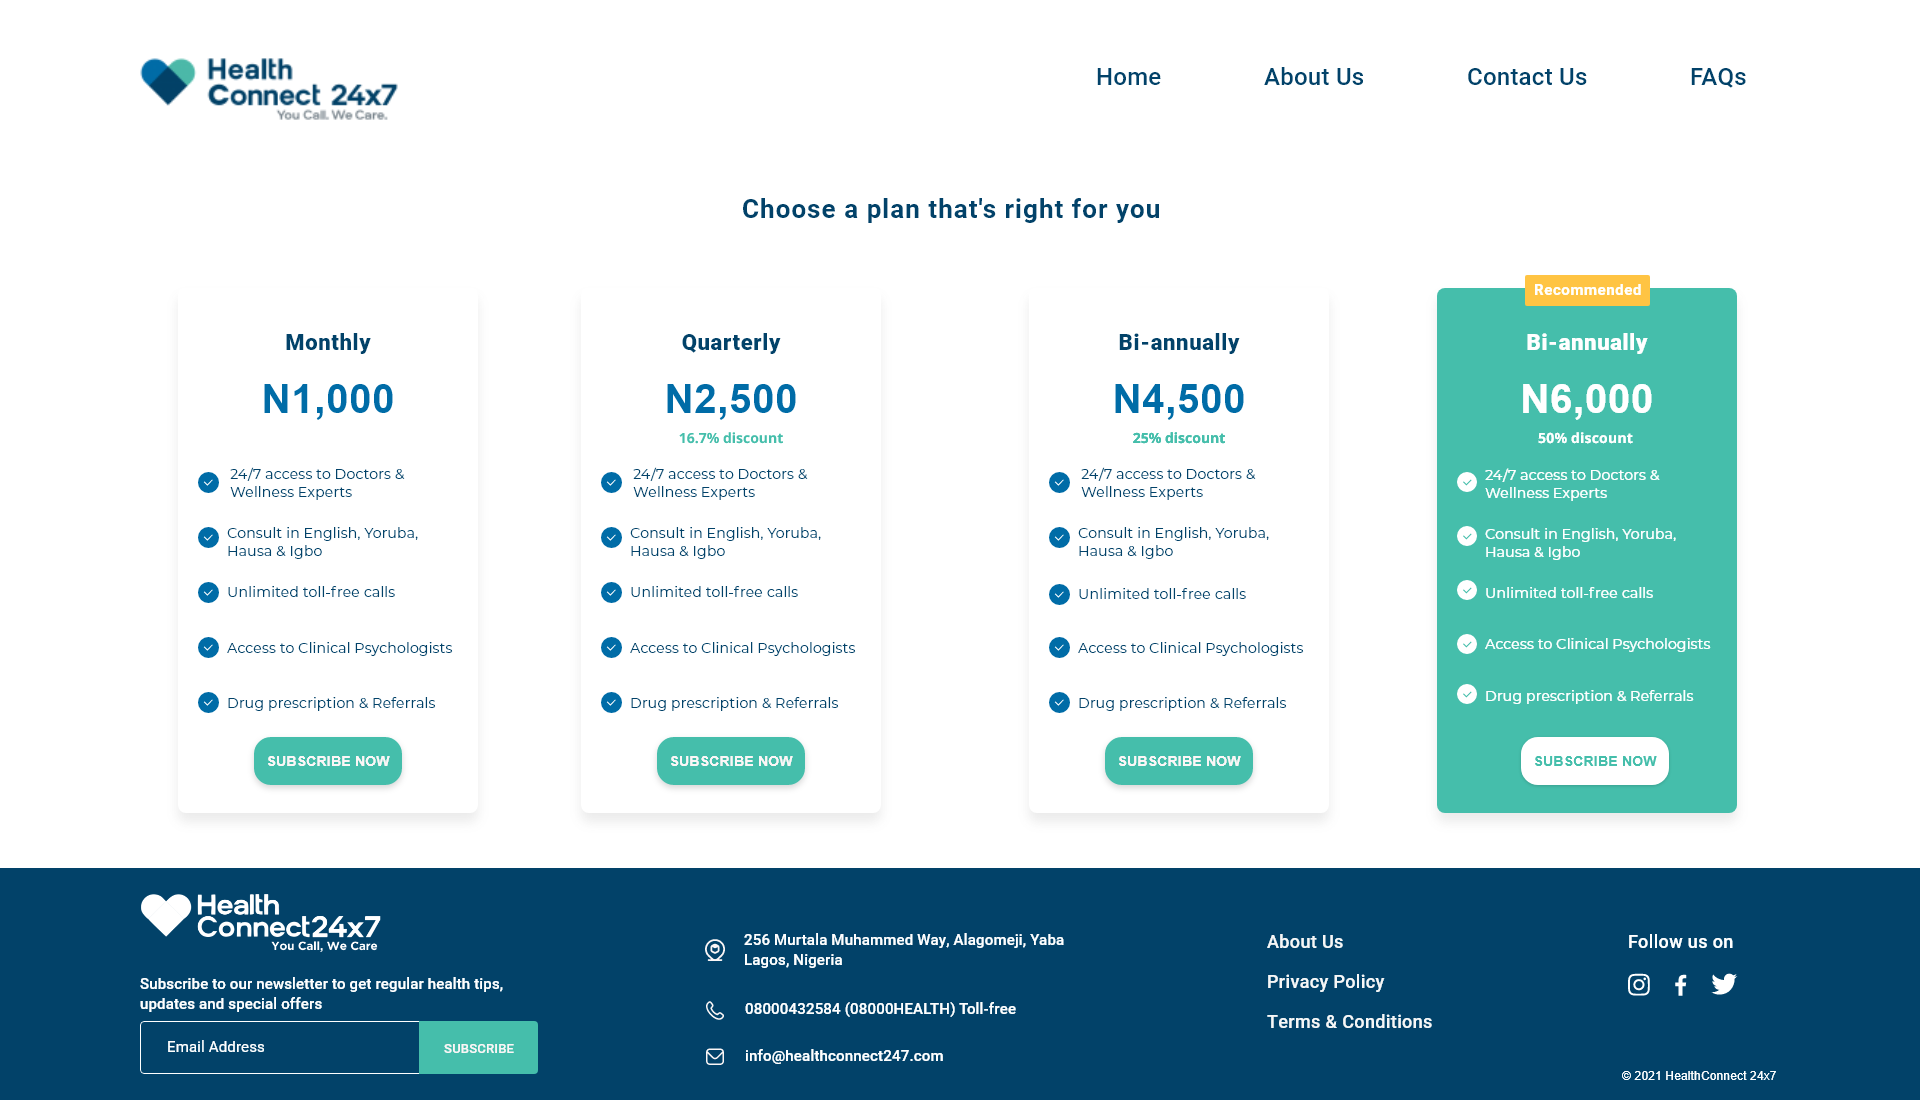 Health
Connect 24x7
You Call. We Care.
Home
About Us
Contact Us
FAQs
Choose a plan that's right for you
Monthly
N1,000
24/7 access to Doctors &
Wellness Experts
Consult in English, Yoruba,
Hausa & Igbo
Unlimited toll-free calls
Access to Clinical Psychologists
Drug prescription & Referrals
SUBSCRIBE NOW
Quarterly
N2,500
16.7% discount
24/7 access to Doctors &
Wellness Experts
Consult in English, Yoruba,
Hausa & Igbo
Unlimited toll-free calls
Access to Clinical Psychologists
Drug prescription & Referrals
SUBSCRIBE NOW
Bi-annually
N4,500
25% discount
24/7 access to Doctors &
Wellness Experts
Consult in English, Yoruba,
Hausa & Igbo
Unlimited toll-free calls
Access to Clinical Psychologists
Drug prescription & Referrals
SUBSCRIBE NOW
Recommended
Bi-annually
N6,000
50% discount
24/7 access to Doctors &
Wellness Experts
Consult in English, Yoruba,
Hausa & Igbo
Unlimited toll-free calls
Access to Clinical Psychologists
Drug prescription & Referrals
SUBSCRIBE NOW
Health
Connect24x7
You Call, We Care
Subscribe to our newsletter to get regular health tips,
updates and special offers
Email Address
SUBSCRIBE
256 Murtala Muhammed Way, Alagomeji, Yaba
Lagos, Nigeria
08000432584 (08000HEALTH) Toll-free
info@healthconnect247.com
About Us
Privacy Policy
Terms & Conditions
Follow us on
© 2021 HealthConnect 24x7